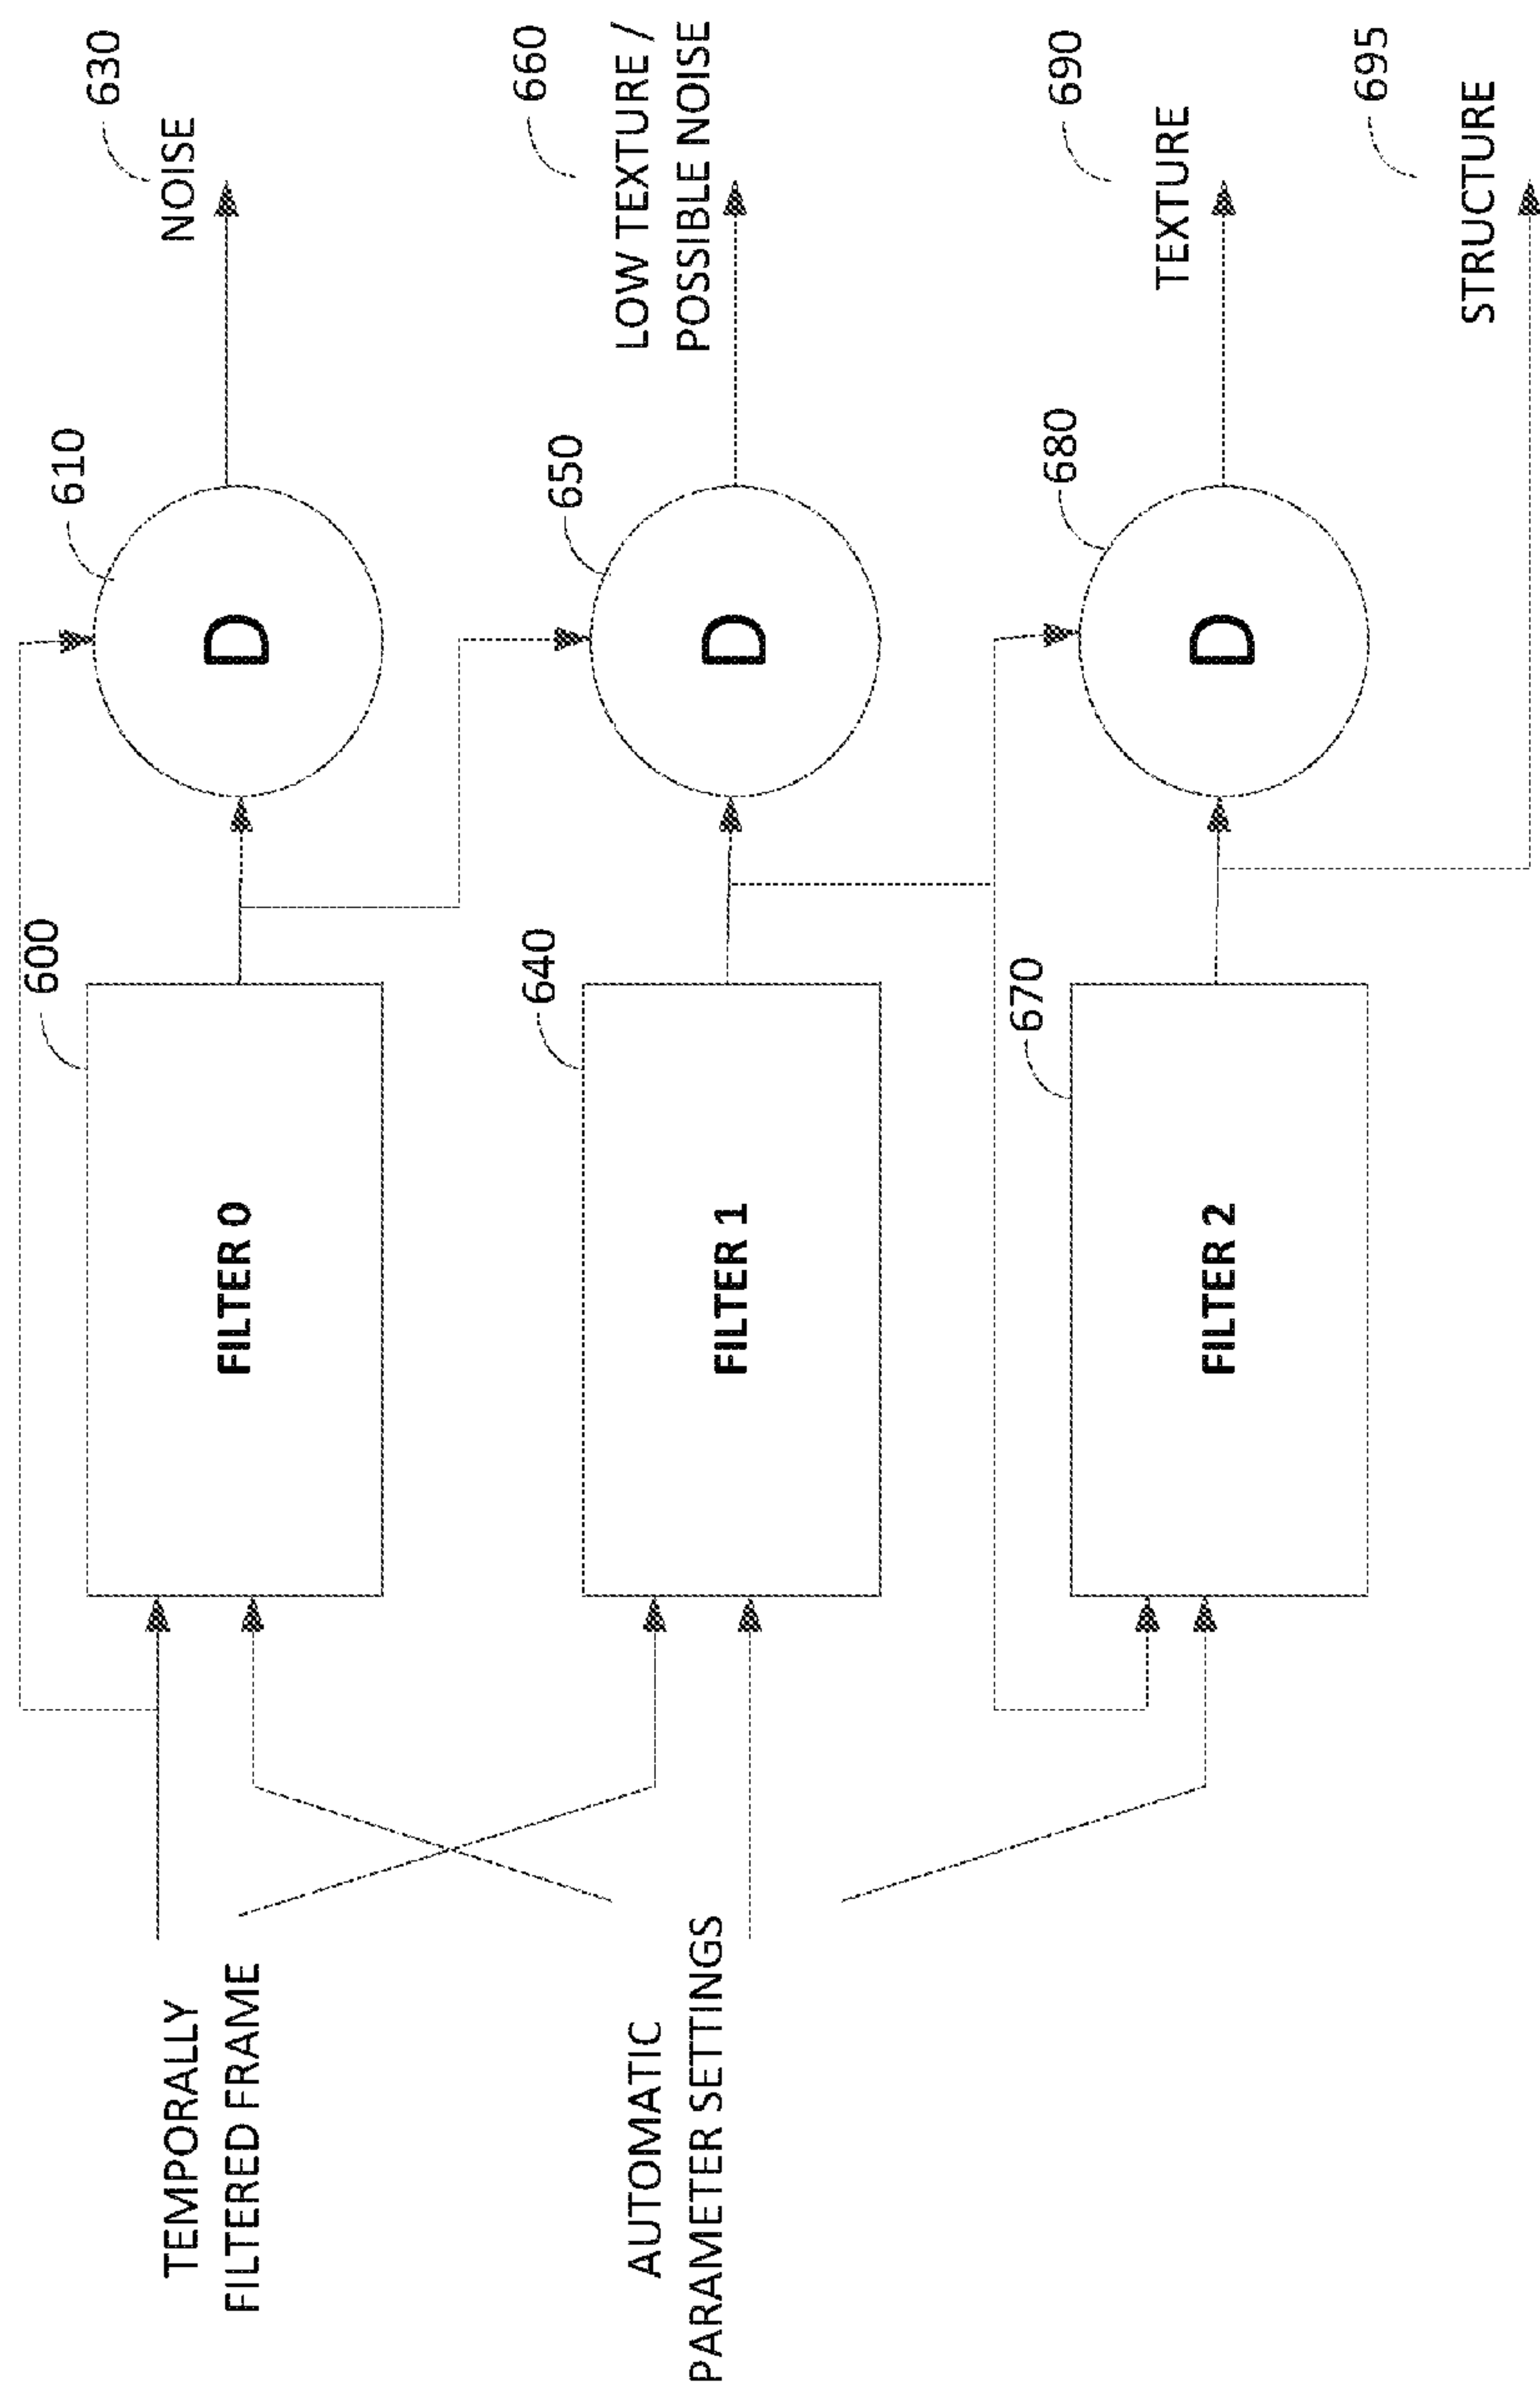 TEMPORALLY
FILTERED FRAME
AUTOMATIC
PARAMETER SETTINGS
600
FILTER 0
610
D
630
NOISE
640
FILTER 1
650
D
660
LOW TEXTURE /
POSSIBLE NOISE
670
FILTER 2
680
D
690
TEXTURE
695
STRUCTURE